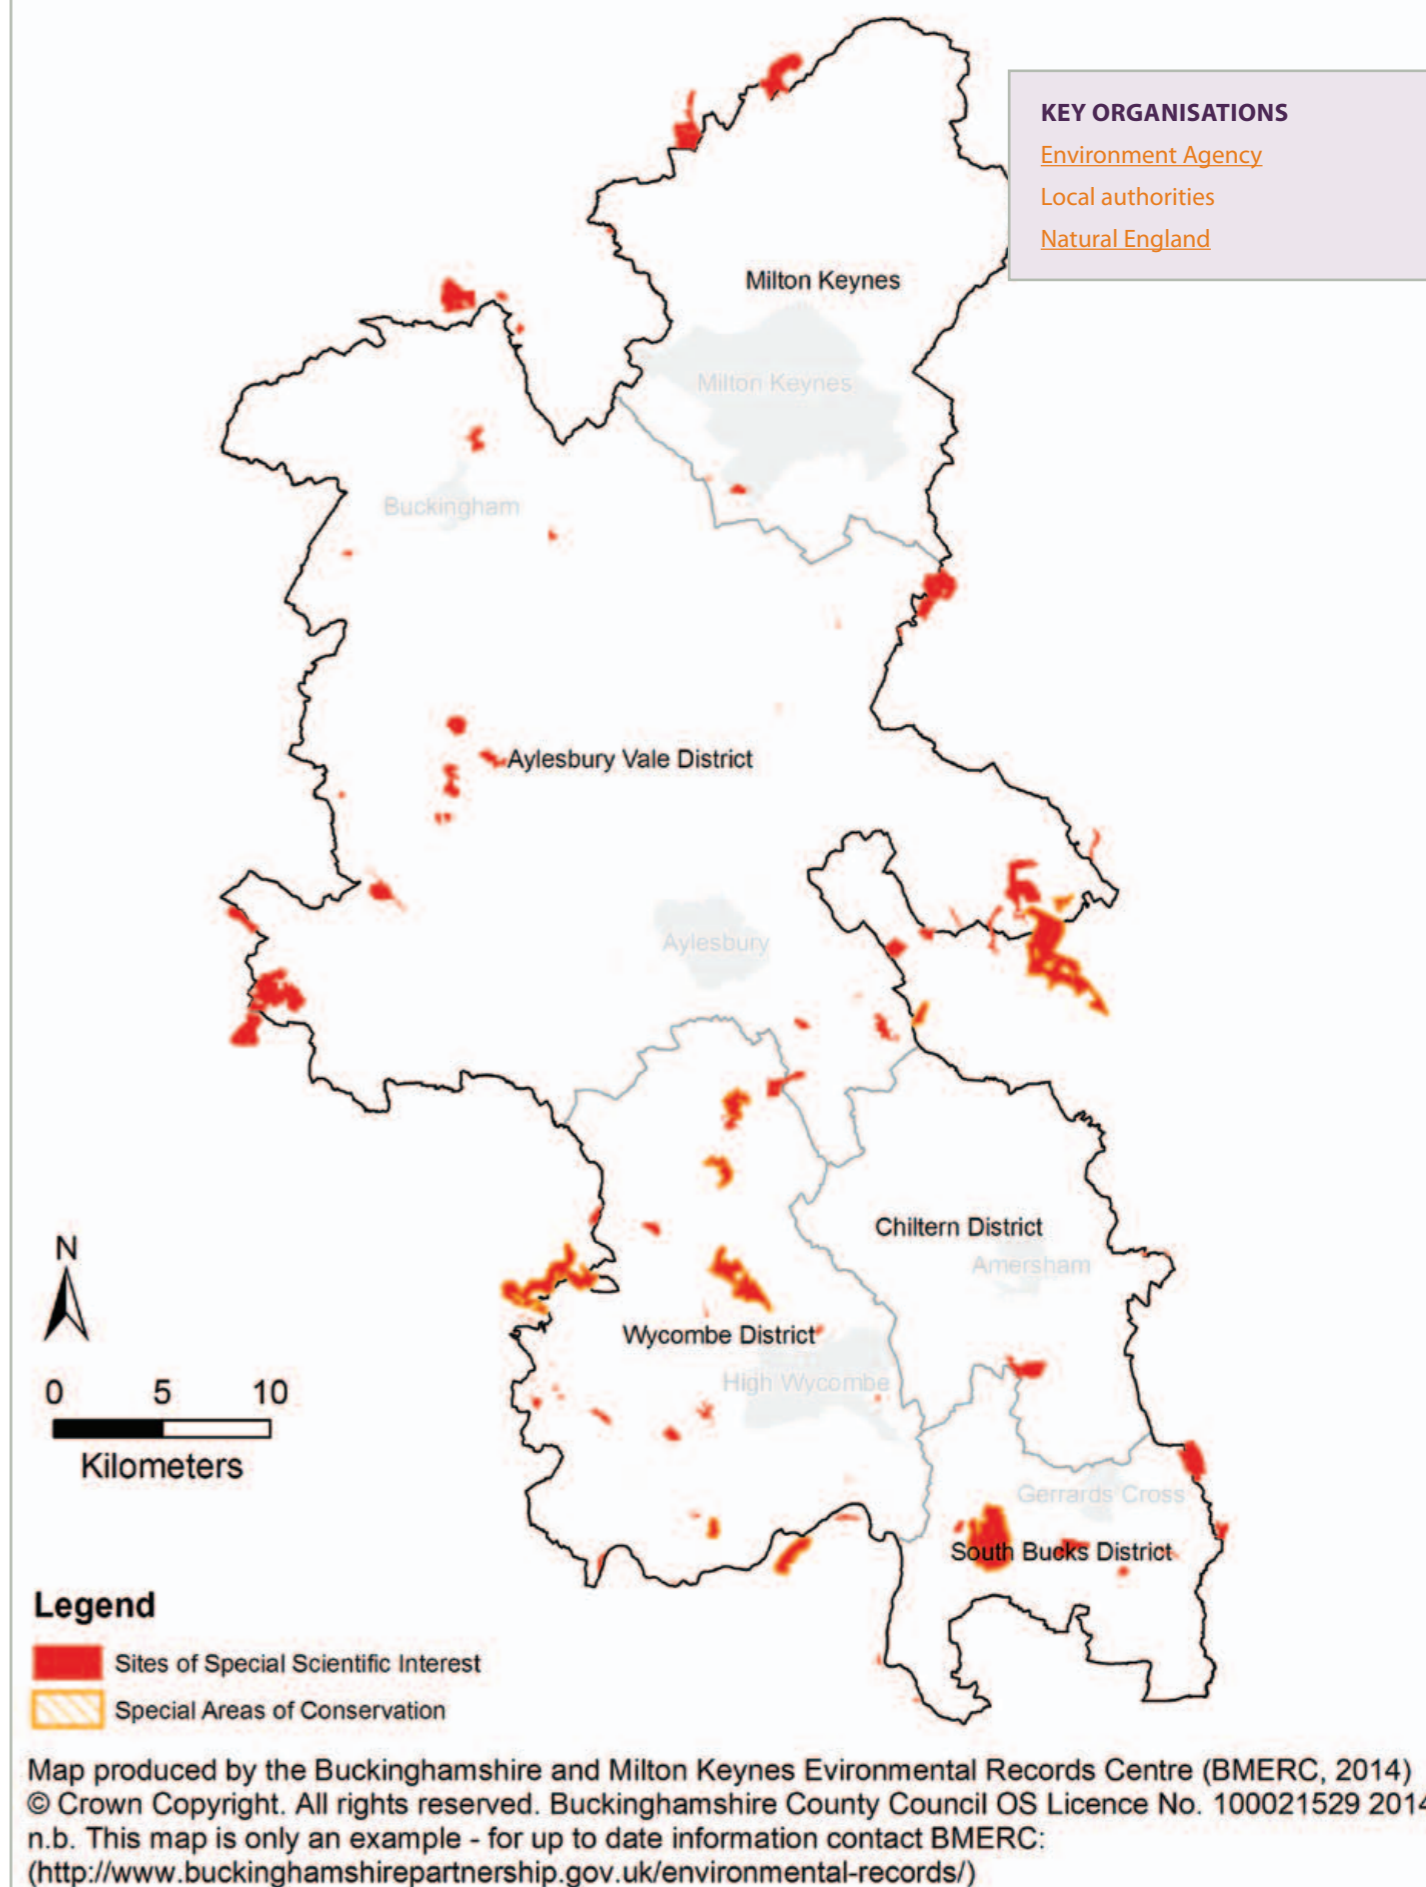 KEY ORGANISATIONS
Environment Agency
Local authorities
Natural England
Milton Keynes
Milton Keynes
Buckingham
Aylesbury Vale District
Aylesbury
Chiltern District
Amersham
Wycombe District
High Wycombe
Gerrards Cross
South Bucks District
N
0 5 10
Kilometers
Legend
Sites of Special Scientific Interest
Special Areas of Conservation
Map produced by the Buckinghamshire and Milton Keynes Evironmental Records Centre (BMERC, 2014)
© Crown Copyright. All rights reserved. Buckinghamshire County Council OS Licence No. 100021529 2014
n.b. This map is only an example - for up to date information contact BMERC:
(http://www.buckinghamshirepartnership.gov.uk/environmental-records/)